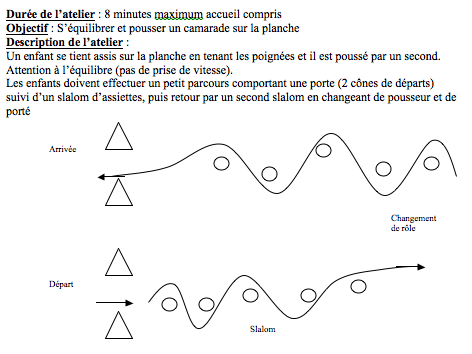 Durée de l'atelier : 8 minutes maximum accueil compris
Objectif : S'équilibrer et pousser un camarade sur la planche
Description de l'atelier :
Un enfant se tient assis sur la planche en tenant les poignées et il est poussé par un second.
Attention à l'équilibre (pas de prise de vitesse).
Les enfants doivent effectuer un petit parcours comportant une porte (2 cônes de départs)
suivi d'un slalom d'assiettes, puis retour par un second slalom en changeant de pousseur et de
porté
Arrivée
Changement
de rôle
Départ
Slalom